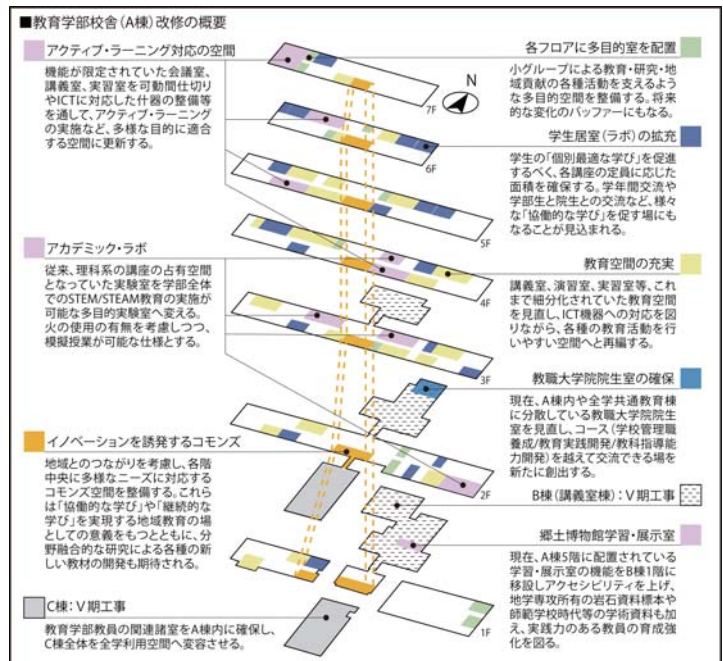 ■教育学部校舎(A棟)改修の概要
アクティブ・ラーニング対応の空間
機能が限定されていた会議室、
講義室、実習室を可動間仕切り
やICTに対応した什器の整備等
を通して、アクティブ・ラーニング
の実施など、多様な目的に適合
する空間に更新する。
アカデミック・ラボ
従来、理科系の講座の占有空間
となっていた実験室を学部全体
でのSTEM/STEAM教育の実施が
可能な多目的実験室へ変える。
火の使用の有無を考慮しつつ、
模擬授業が可能な仕様とする。
イノベーションを誘発するコモンズ
地域とのつながりを考慮し、各階
中央に多様なニーズに対応する
コモンズ空間を整備する。これら
は「協働的な学び」や「継続的な
学び」を実現する地域教育の場
としての意義をもつとともに、分
野融合的な研究による各種の新
しい教材の開発も期待される。
C棟:Ⅴ期工事
教育学部教員の関連諸室をA棟内に確保し、
C棟全体を全学利用空間へ変容させる。
N
7F
6F
5F
4F
3F
2F
1F
各フロアに多目的室を配置
小グループによる教育・研究・地
域貢献の各種活動を支えるよう
な多目的空間を整備する。将来
的な変化のバッファーにもなる。
学生居室(ラボ)の拡充
学生の「個別最適な学び」を促進
するべく、各講座の定員に応じた
面積を確保する。学年間交流や
学部生と院生との交流など、様々
な「協働的な学び」を促す場にも
なることが見込まれる。
教育空間の充実
講義室、演習室、実習室等、これ
まで細分化されていた教育空間
を見直し、ICT機器への対応を図
りながら、各種の教育活動を行
いやすい空間へと再編する。
教職大学院院生室の確保
現在、A棟内や全学共通教育棟
に分散している教職大学院院生
室を見直し、コース(学校管理職
養成/教育実践開発/教科指導能
力開発)を越えて交流できる場を
新たに創出する。
B棟(講義室棟):Ⅴ期工事
郷土博物館学習・展示室
現在、A棟5階に配置されている
学習・展示室の機能をB棟1階に
移設しアクセシビリティを上げ、
地学専攻所有の岩石資料標本や
師範学校時代等の学術資料も加
え、実践力のある教員の育成強
化を図る。